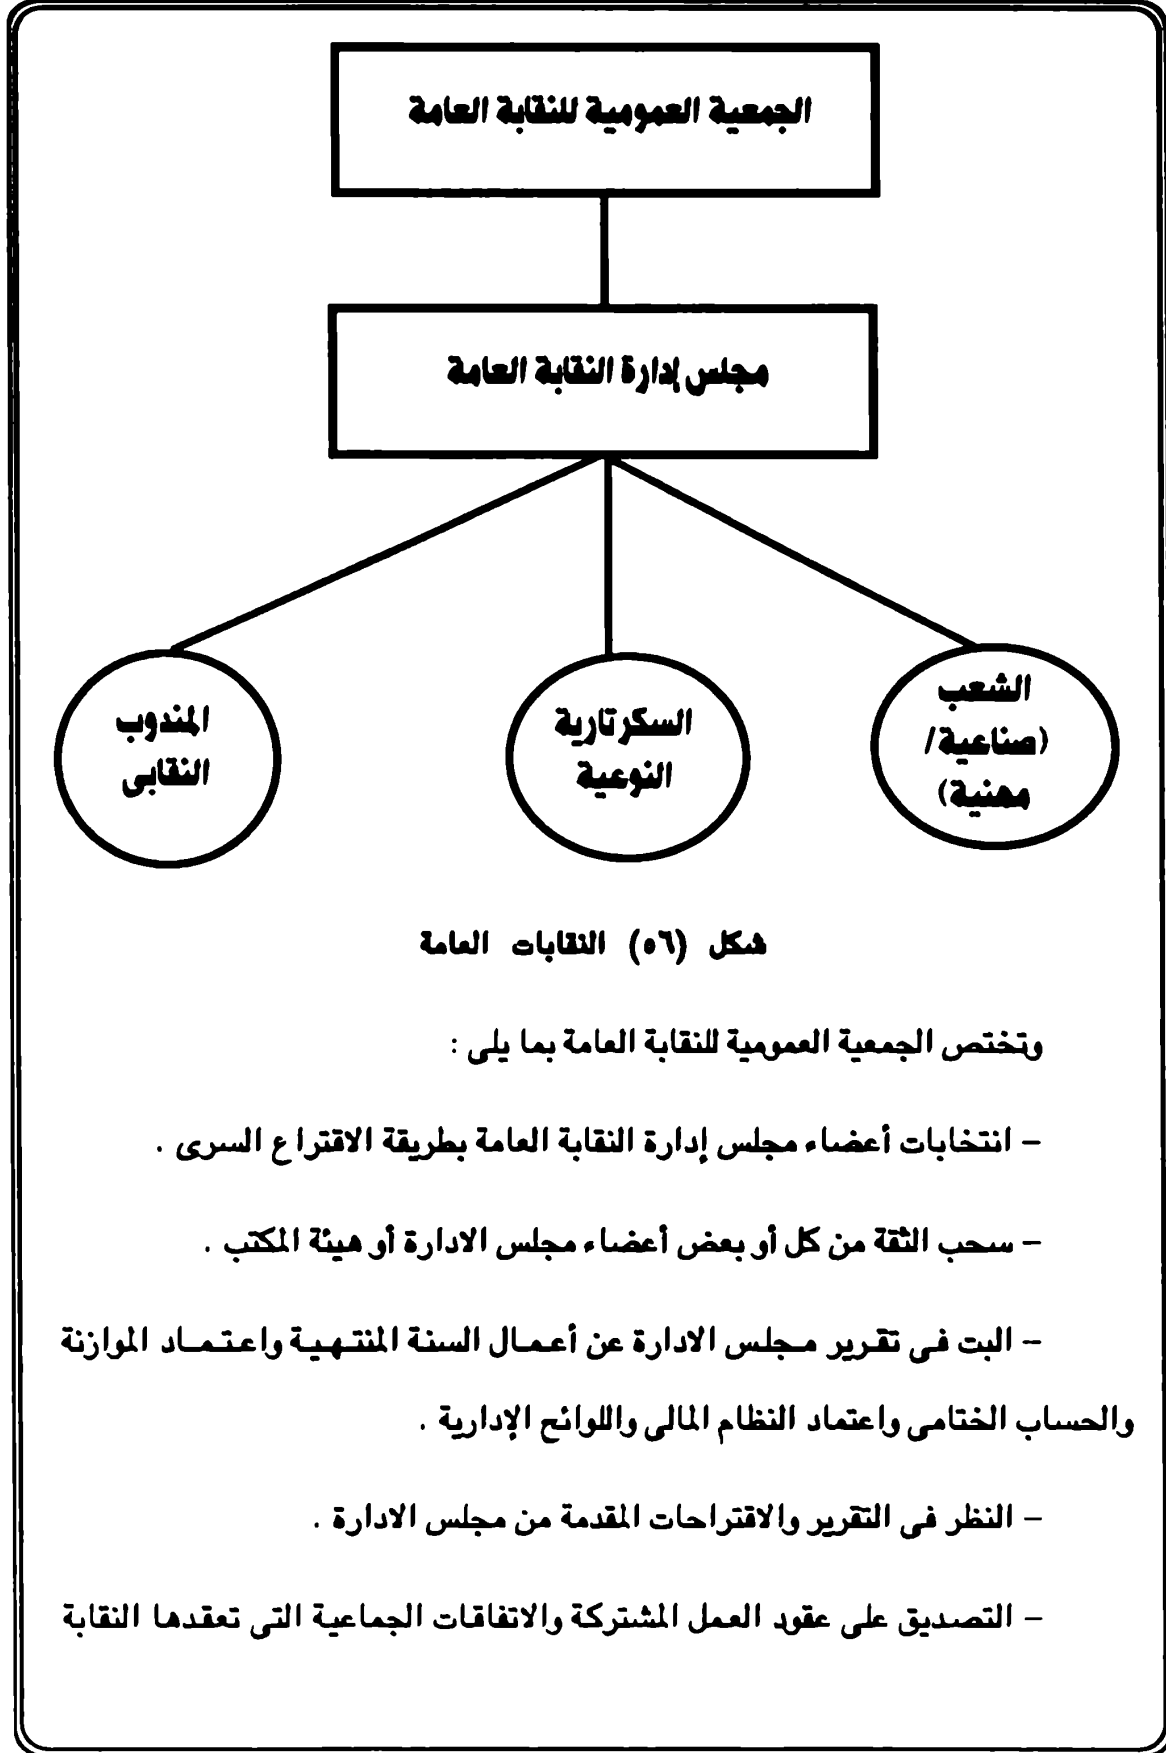 الجمعية العمومية للنقابة العامة
مجلس إدارة النقابة العامة
الشعب
(صناعية/
مهنية)
السكرتارية
النوعية
المندوب
النقابى
شكل (٥٦) النقابات العامة
وتختص الجمعية العمومية للنقابة العامة بما يلى :
– انتخابات أعضاء مجلس إدارة النقابة العامة بطريقة الاقتراع السرى .
– سحب الثقة من كل أو بعض أعضاء مجلس الادارة أو هيئة المكتب .
– البت فى تقرير مجلس الادارة عن أعمال السنة المنتهية واعتماد الموازنة
والحساب الختامى واعتماد النظام المالى واللوائح الإدارية .
– النظر فى التقرير والاقتراحات المقدمة من مجلس الادارة .
– التصديق على عقود العمل المشتركة والاتفاقات الجماعية التى تعقدها النقابة